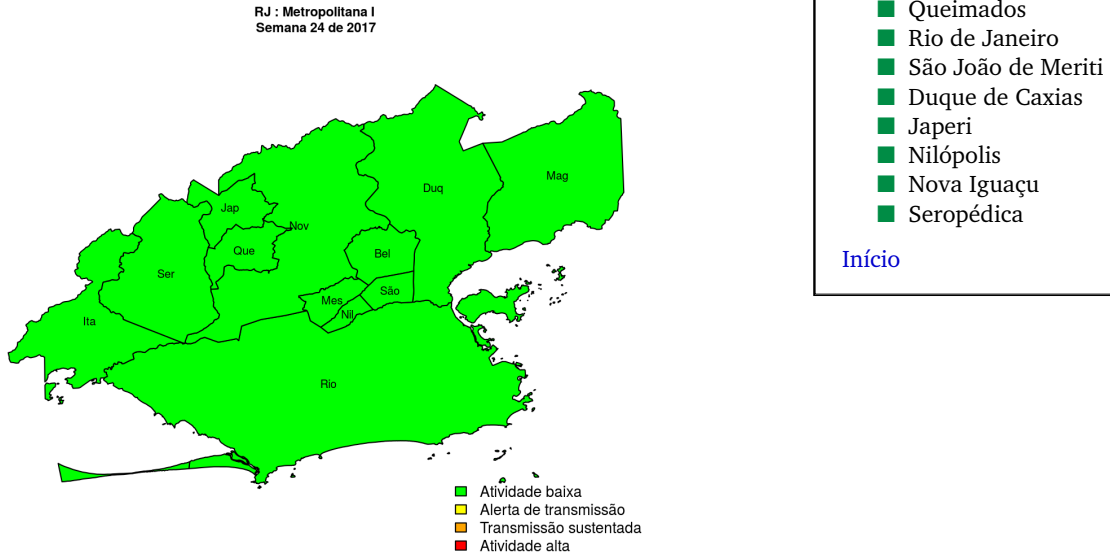 RJ : Metropolitana I
Semana 24 de 2017
Mag
Duq
Jap
Nov
Que
Bel
Ser
São
Mes
Nil
Ita
Rio
Atividade baixa
Alerta de transmissão
Transmissão sustentada
Atividade alta
Queimados
Rio de Janeiro
São João de Meriti
Duque de Caxias
Japeri
Nilópolis
Nova Iguaçu
Seropédica
Início